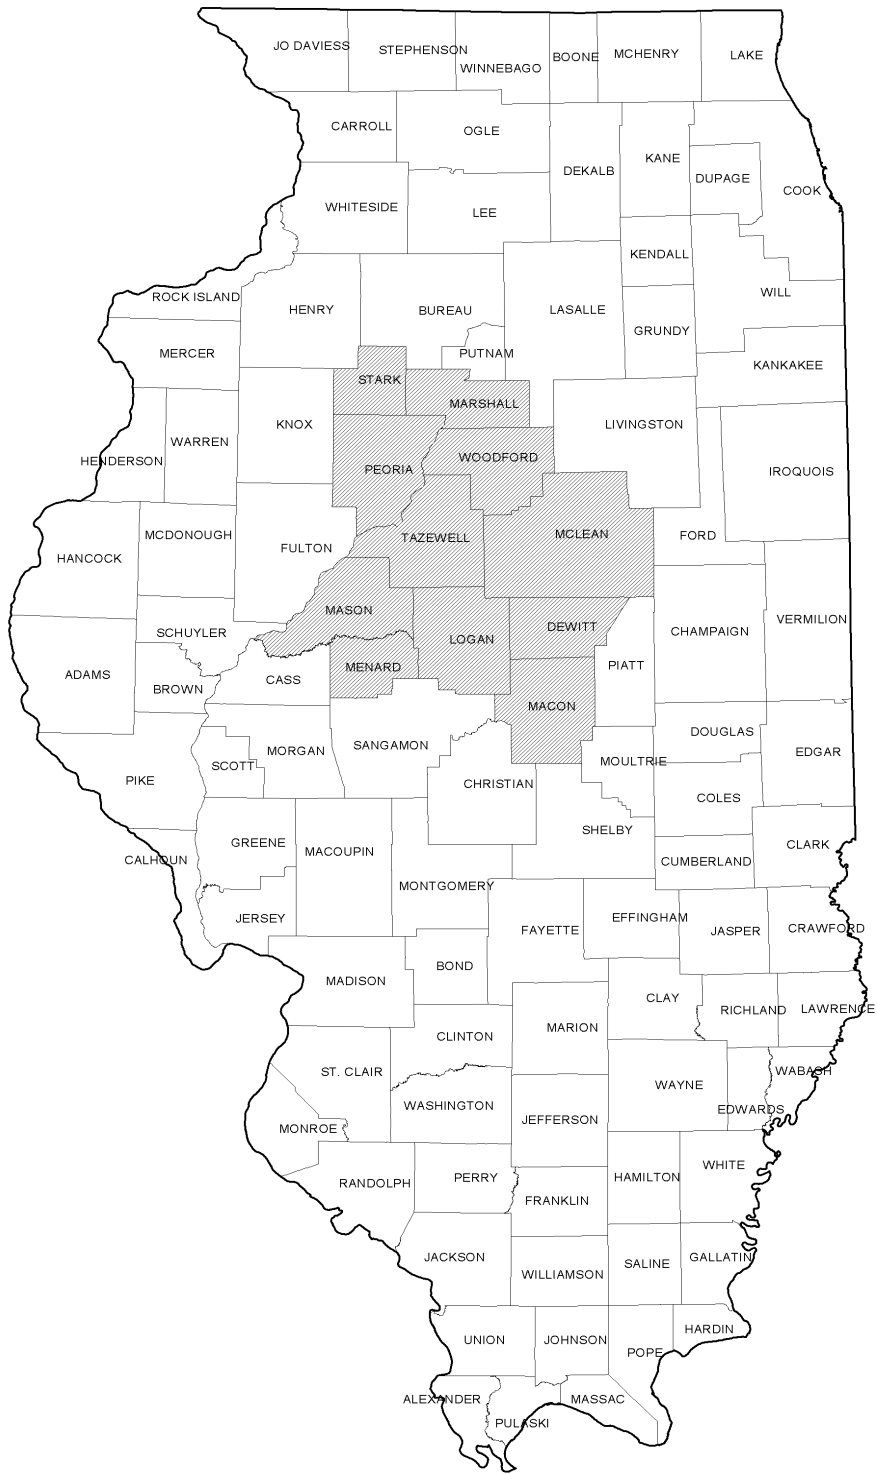 JO DAVIESS
STEPHENSON
WINNEBAGO
BOONE
MCHENRY
LAKE
CARROLL
OGLE
DEKALB
KANE
DUPAGE
COOK
WHITESIDE
LEE
KENDALL
ROCK ISLAND
HENRY
BUREAU
LASALLE
WILL
GRUNDY
MERCER
PUTNAM
KANKAKEE
STARK
MARSHALL
KNOX
LIVINGSTON
WARREN
HENDERSON
PEORIA
WOODFORD
IROQUOIS
HANCOCK
MCDONOUGH
FULTON
TAZEWELL
MCLEAN
FORD
MASON
SCHUYLER
LOGAN
DEWITT
CHAMPAIGN
VERMILION
ADAMS
BROWN
CASS
MENARD
PIATT
MACON
SCOTT
MORGAN
SANGAMON
DOUGLAS
EDGAR
MOULTRIE
PIKE
CHRISTIAN
COLES
SHELBY
CALHOUN
GREENE
MACOUPIN
CUMBERLAND
CLARK
MONTGOMERY
JERSEY
FAYETTE
EFFINGHAM
JASPER
CRAWFORD
MADISON
BOND
CLAY
RICHLAND
LAWRENCE
CLINTON
MARION
ST. CLAIR
WAYNE
WABASH
WASHINGTON
EDWARDS
MONROE
JEFFERSON
RANDOLPH
PERRY
HAMILTON
WHITE
FRANKLIN
JACKSON
WILLIAMSON
SALINE
GALLATIN
UNION
JOHNSON
POPE
HARDIN
ALEXANDER
PULASKI
MASSAC